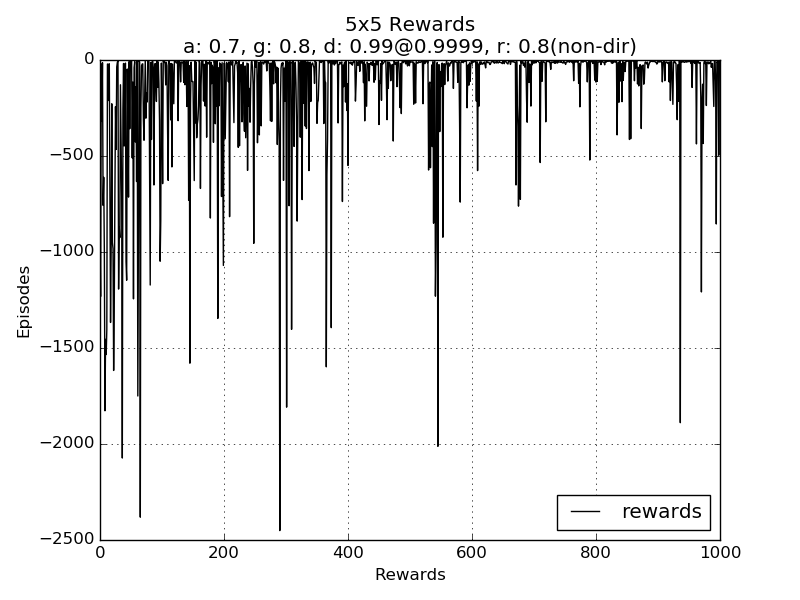 5x5 Rewards
a: 0.7, g: 0.8, d: 0.99@0.9999, r: 0.8(non-dir)
0
−500
−1000
−1500
−2000
−2500
Episodes
rewards
0 200 400 600 800 1000
Rewards